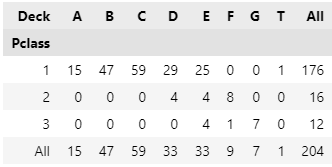 Deck A B C D E F G T All
Pclass
1 15 47 59 29 25 0 0 1 176
2 0 0 0 4 4 8 0 0 16
3 0 0 0 0 4 1 7 0 12
All 15 47 59 33 33 9 7 1 204